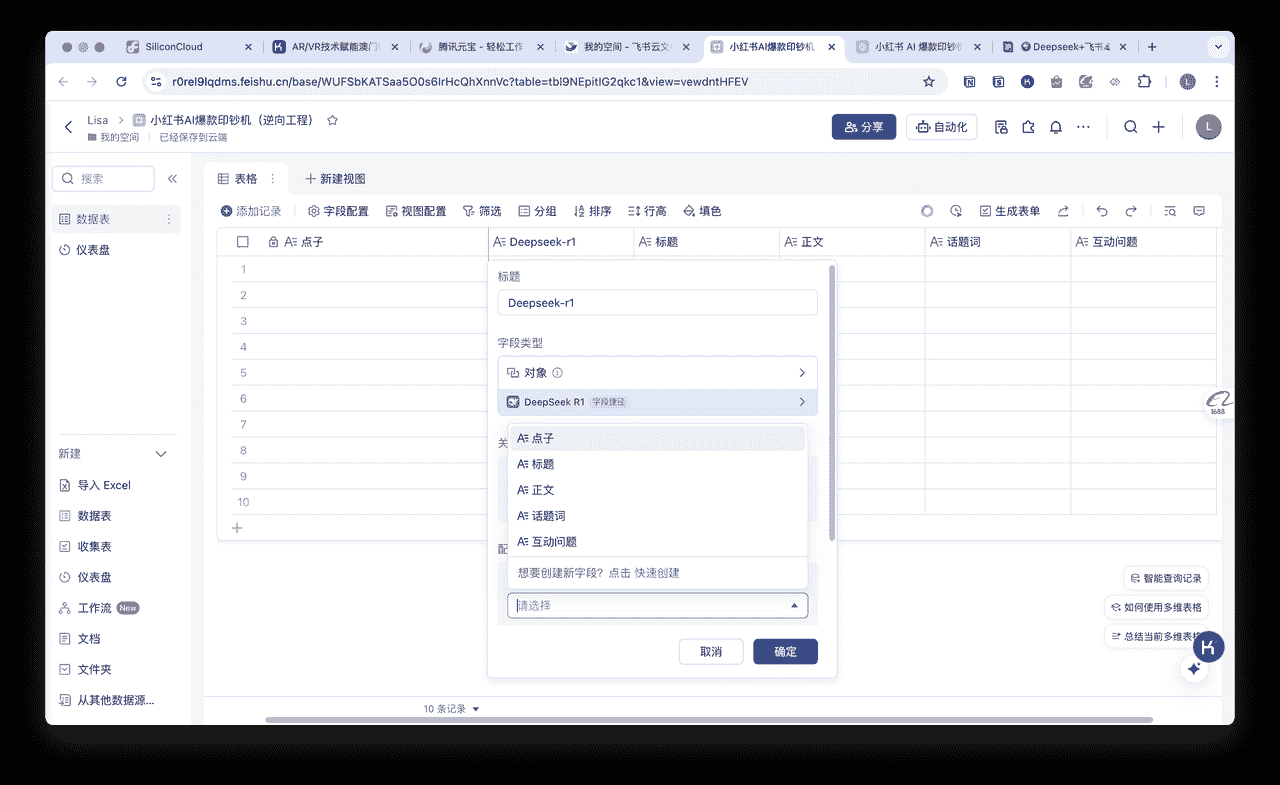 SiliconCloud
AR/VR技术赋能澳门
腾讯元宝 - 轻松工作
我的空间 - 飞书云文
小红书AI爆款印钞机
小红书 AI 爆款印钞
Deepseek+飞书
r0rel9lqdms.feishu.cn/base/WUFSbKATSaa5O0s6lrHcQhXnnVc?table=tbl9NEpitlG2qkc1&view=vewdntHFEV
Lisa
小红书AI爆款印钞机（逆向工程）
我的空间
已经保存到云端
分享
自动化
L
搜索
表格
新建视图
数据表
仪表盘
添加记录
字段配置
视图配置
筛选
分组
排序
行高
填色
生成表单
点子
Deepseek-r1
标题
正文
话题词
互动问题
1
2
3
4
5
6
7
8
9
10
标题
Deepseek-r1
字段类型
对象
DeepSeek R1 字段捷径
关
点子
标题
正文
话题词
互动问题
配
想要创建新字段？点击 快速创建
请选择
取消
确定
新建
导入 Excel
数据表
收集表
仪表盘
工作流 New
文档
文件夹
从其他数据源...
1688
智能查询记录
如何使用多维表格
总结当前多维表格
10 条记录